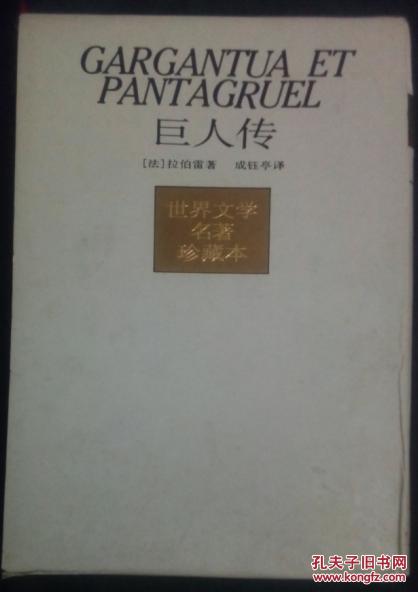 GARGANTUA ET
PANTAGRUEL
巨人传
[法]拉伯雷著 成钰亭译
世界文学
名著
珍藏本
孔夫子旧书网
www.kongfz.com